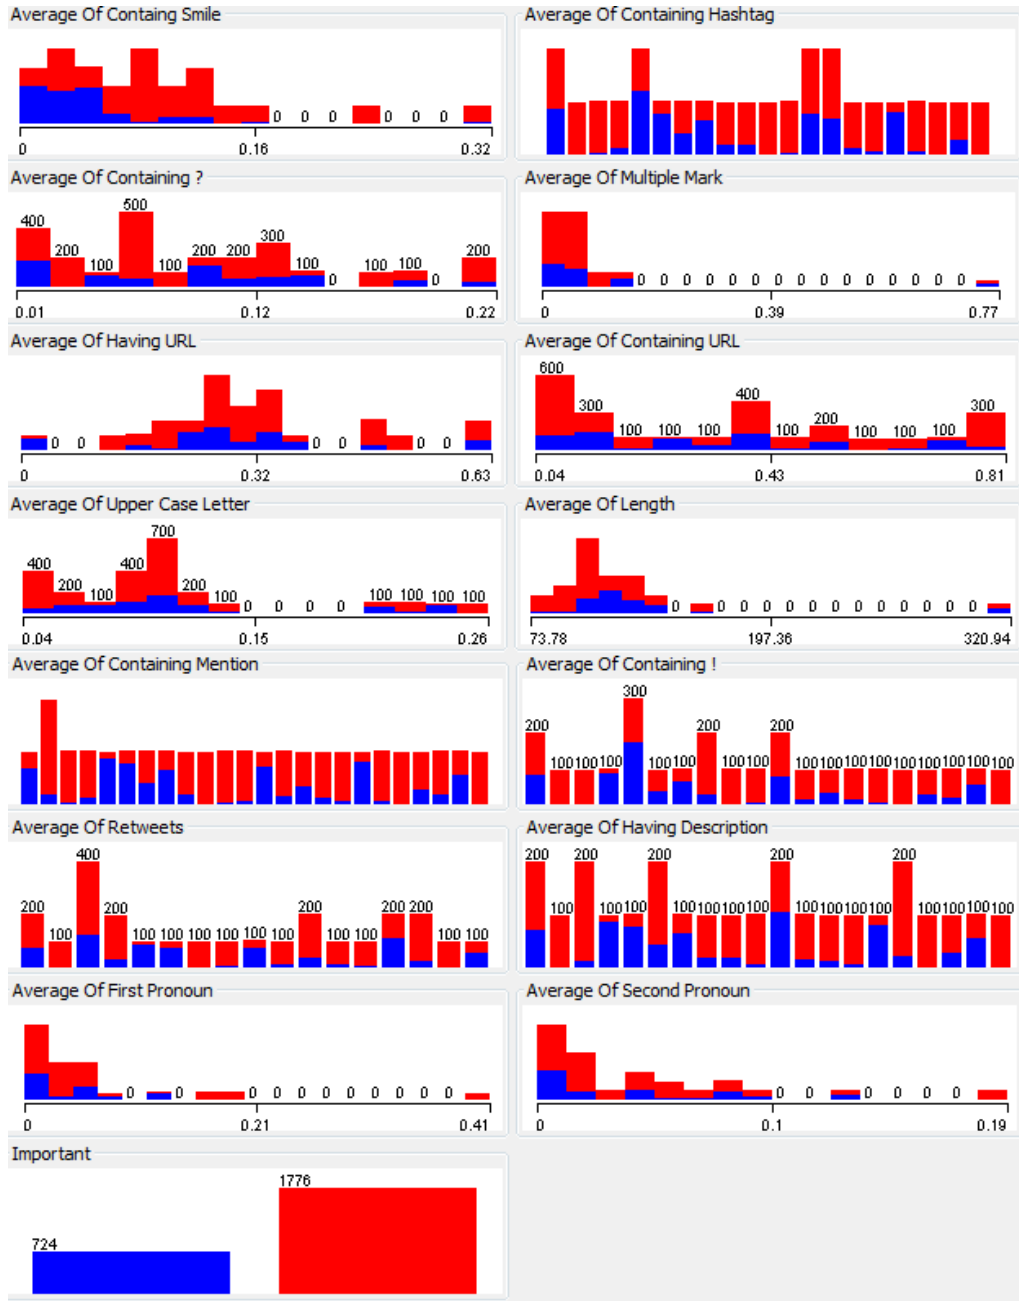 Average Of Containg Smile
0 0 0 0 0 0
0 0.16 0.32
Average Of Containing Hashtag
Average Of Containing ?
400 200 100 500 100 200 200 300 100 0 100 100 0 200
0.01 0.12 0.22
Average Of Multiple Mark
0 0 0 0 0 0 0 0 0 0 0 0 0 0 0
0 0.39 0.77
Average Of Having URL
0 0 0 0 0 0
0 0.32 0.63
Average Of Containing URL
600 300 100 100 100 400 100 200 100 100 100 300
0.04 0.43 0.81
Average Of Upper Case Letter
400 200 100 400 700 200 100 0 0 0 0 100 100 100 100
0.04 0.15 0.26
Average Of Length
0 0 0 0 0 0 0 0 0 0 0 0 0
73.78 197.36 320.94
Average Of Containing Mention
Average Of Containing !
200 100 100 100 300 100 100 200 100 100 200 100 100 100 100 100 100 100 100 100
Average Of Retweets
200 100 400 200 100 100 100 100 100 100 200 100 100 200 200 100 100
Average Of Having Description
200 100 200 100 100 200 100 100 100 100 200 100 100 100 100 200 100 100 100 100
Average Of First Pronoun
0 0 0 0 0 0 0 0 0 0 0
0 0.21 0.41
Average Of Second Pronoun
0 0 0 0 0 0
0 0.1 0.19
Important
724 1776